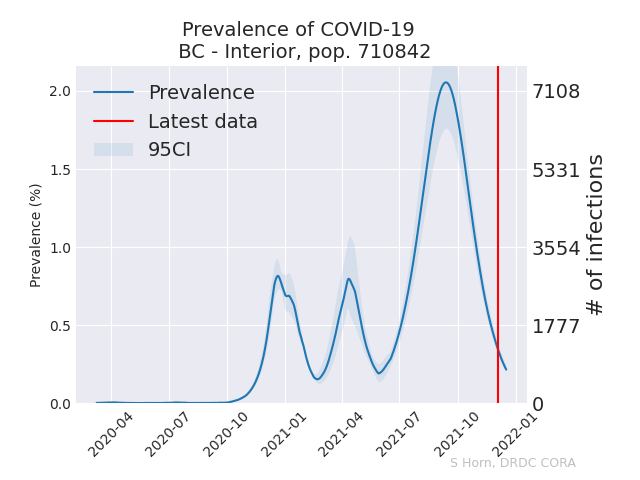 Prevalence of COVID-19
BC - Interior, pop. 710842
Prevalence
Latest data
95CI
Prevalence (%)
2.0
1.5
1.0
0.5
0.0
7108
5331
3554
1777
0
# of infections
2020-04
2020-07
2020-10
2021-01
2021-04
2021-07
2021-10
2022-01
S Horn, DRDC CORA